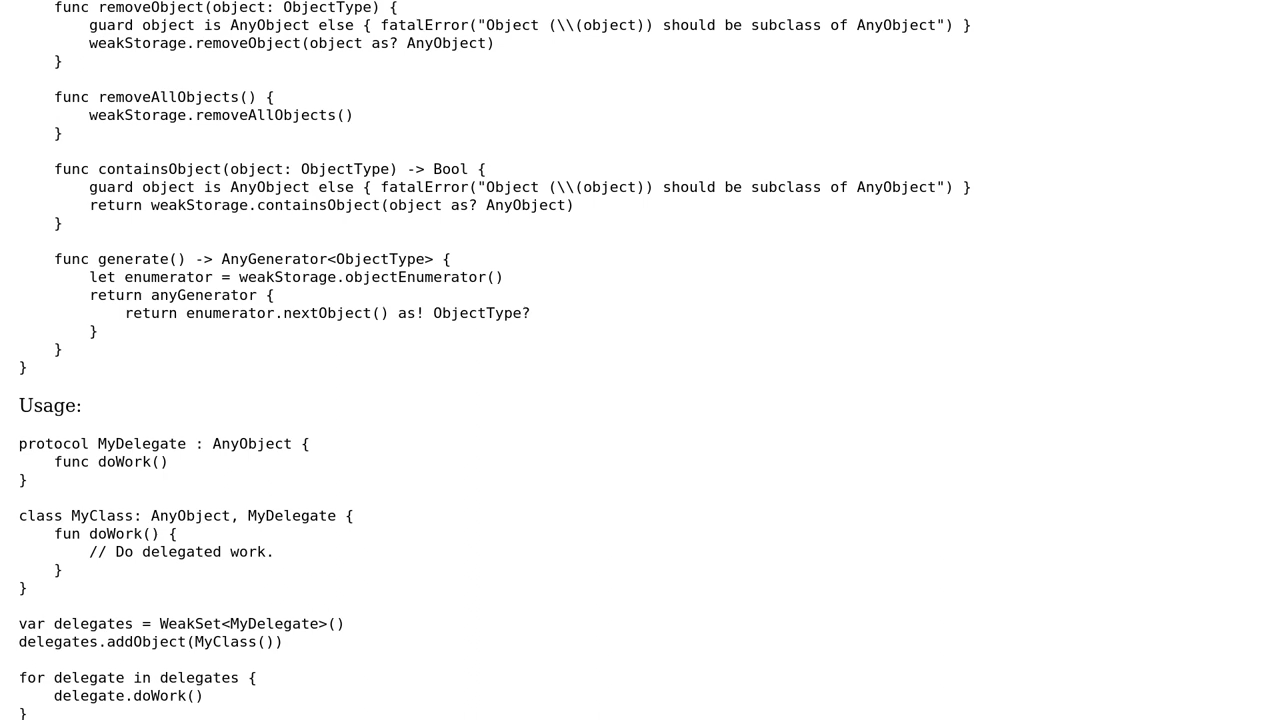 func removeObject(object: ObjectType) {
        guard object is AnyObject else { fatalError("Object (\\(object)) should be subclass of AnyObject") }
        weakStorage.removeObject(object as? AnyObject)
    }

    func removeAllObjects() {
        weakStorage.removeAllObjects()
    }

    func containsObject(object: ObjectType) -> Bool {
        guard object is AnyObject else { fatalError("Object (\\(object)) should be subclass of AnyObject") }
        return weakStorage.containsObject(object as? AnyObject)
    }

    func generate() -> AnyGenerator<ObjectType> {
        let enumerator = weakStorage.objectEnumerator()
        return anyGenerator {
            return enumerator.nextObject() as! ObjectType?
        }
    }
}

Usage:

protocol MyDelegate : AnyObject {
    func doWork()
}

class MyClass: AnyObject, MyDelegate {
    fun doWork() {
        // Do delegated work.
    }
}

var delegates = WeakSet<MyDelegate>()
delegates.addObject(MyClass())

for delegate in delegates {
    delegate.doWork()
}